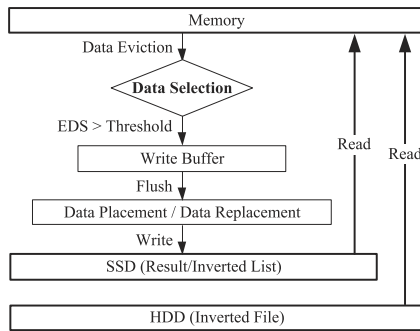 Memory
Data Eviction
Data Selection
EDS > Threshold
Write Buffer
Read
Read
Flush
Data Placement / Data Replacement
Write
SSD (Result/Inverted List)
HDD (Inverted File)